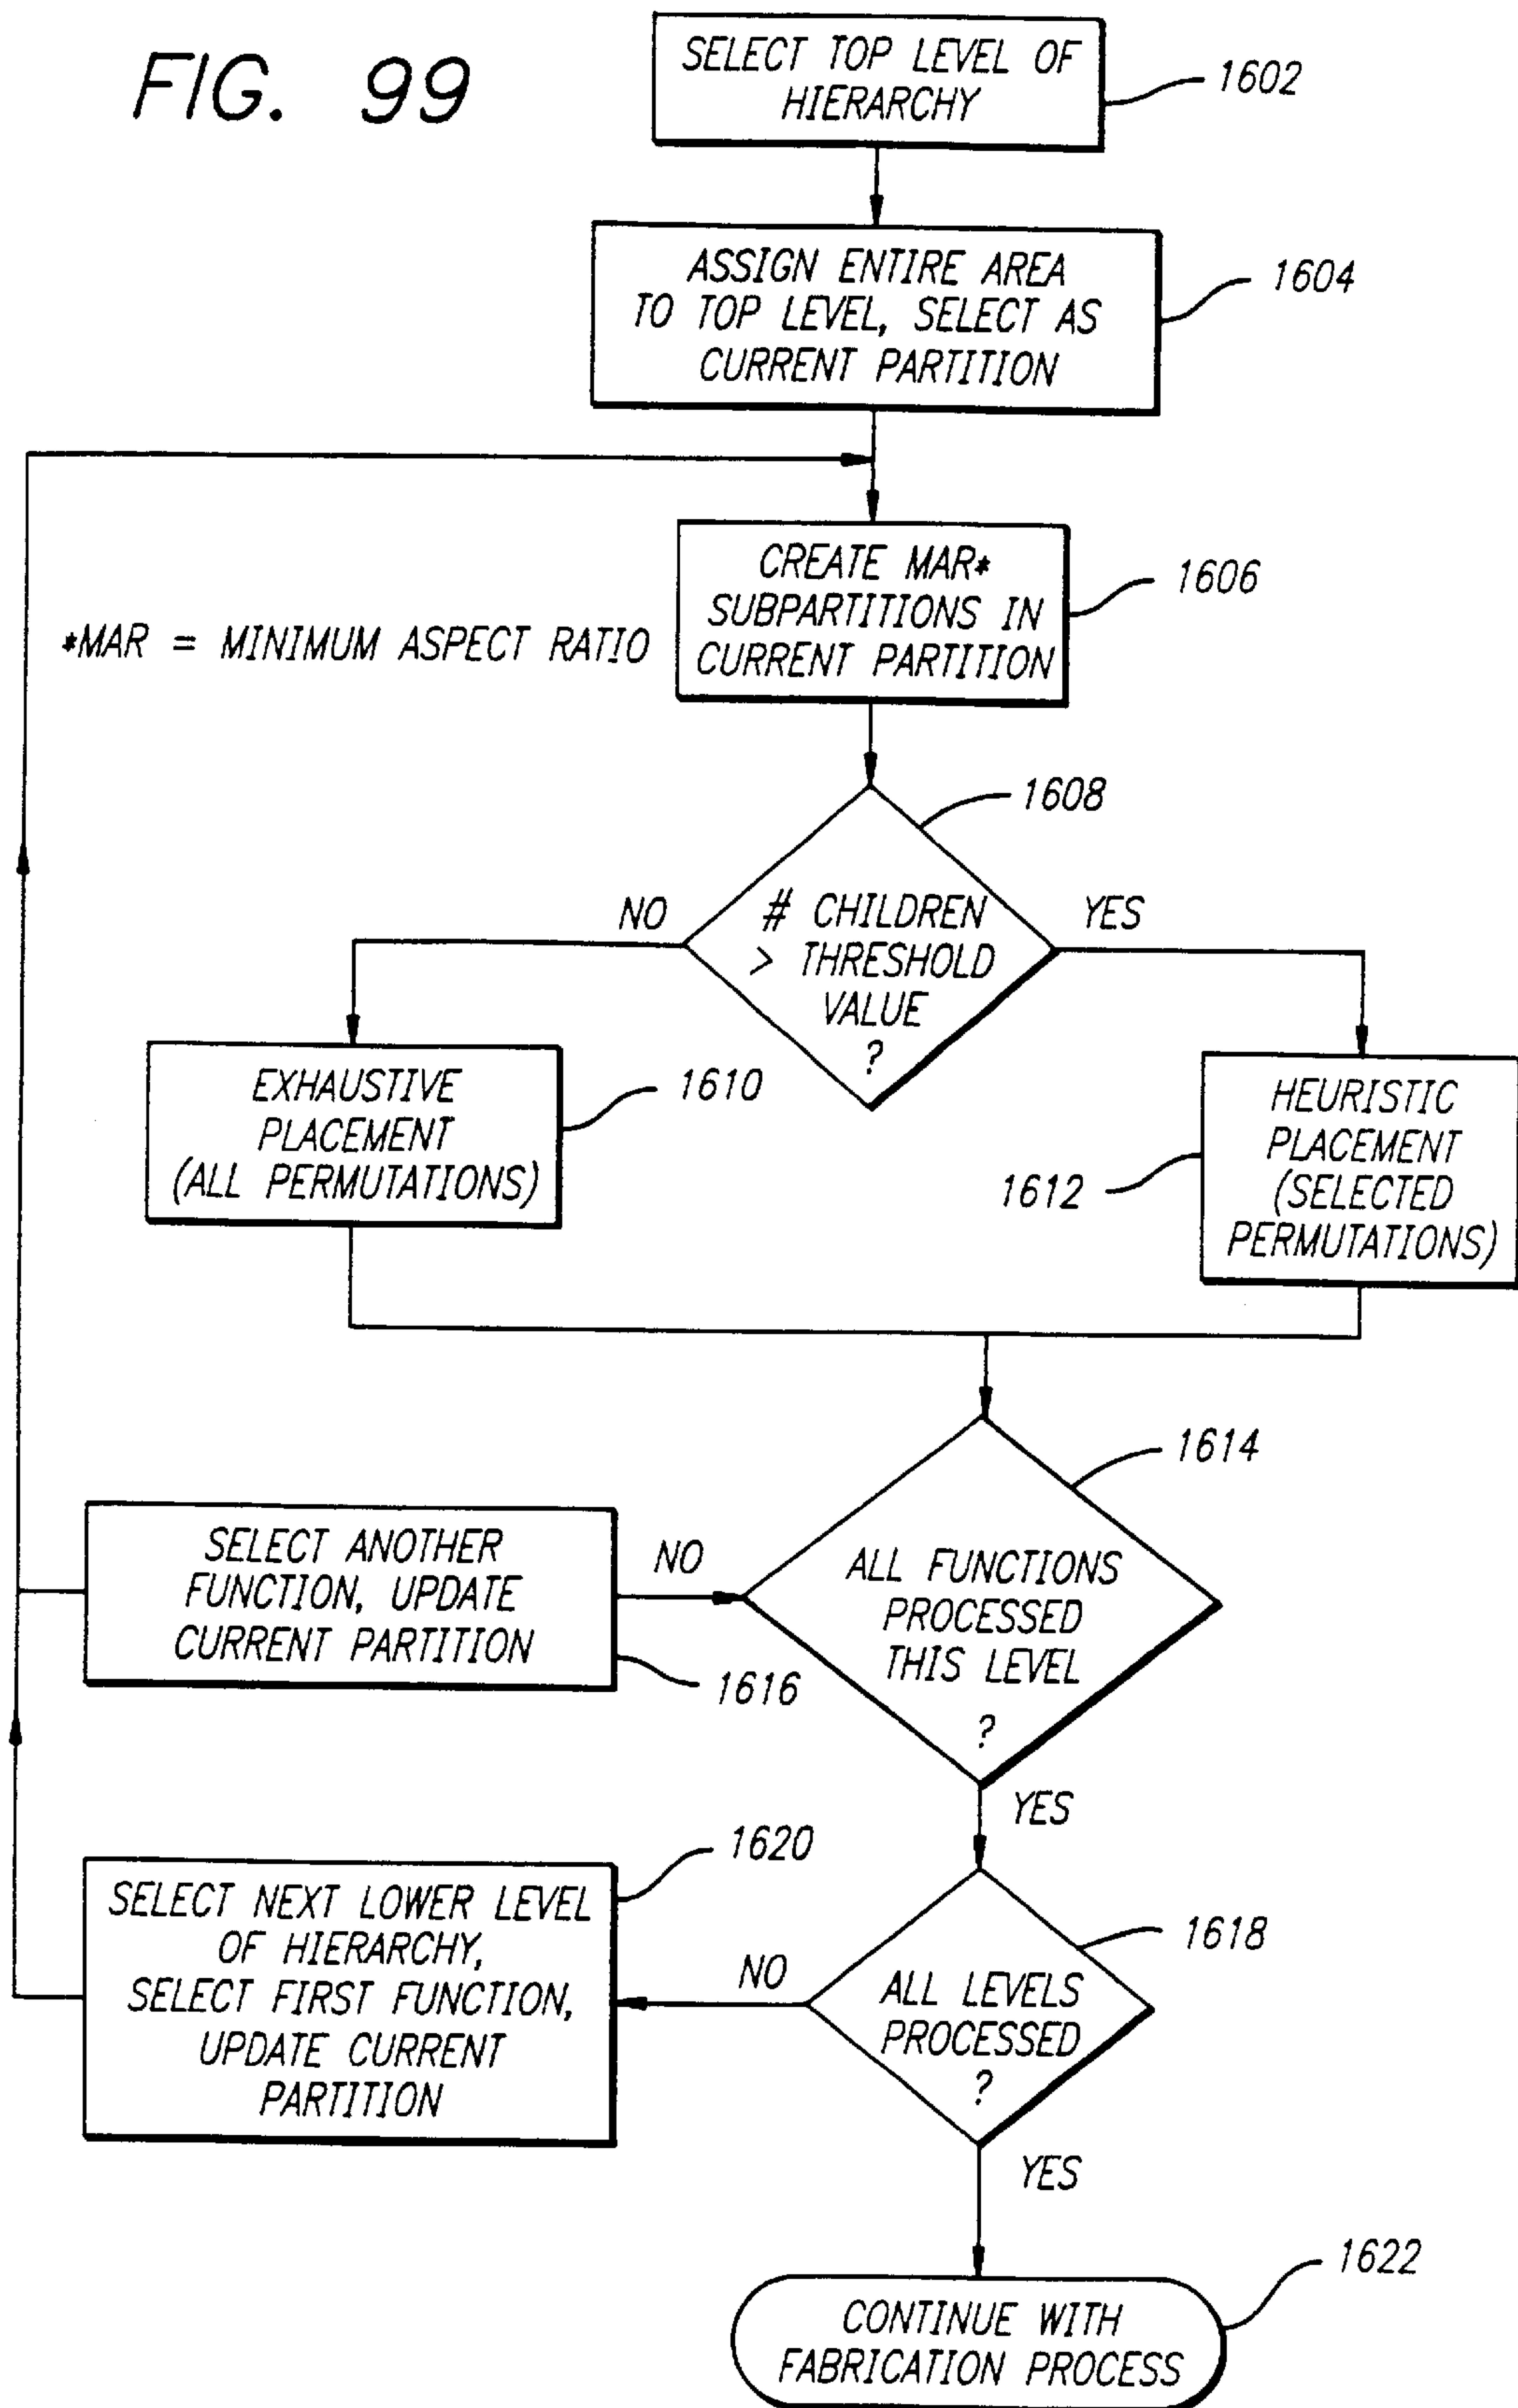 FIG. 99
SELECT TOP LEVEL OF
HIERARCHY
1602
ASSIGN ENTIRE AREA
TO TOP LEVEL, SELECT AS
CURRENT PARTITION
1604
CREATE MAR*
SUBPARTITIONS IN
CURRENT PARTITION
1606
*MAR = MINIMUM ASPECT RATIO
1608
# CHILDREN
> THRESHOLD
VALUE
?
NO
YES
EXHAUSTIVE
PLACEMENT
(ALL PERMUTATIONS)
1610
HEURISTIC
PLACEMENT
(SELECTED
PERMUTATIONS)
1612
1614
ALL FUNCTIONS
PROCESSED
THIS LEVEL
?
NO
SELECT ANOTHER
FUNCTION, UPDATE
CURRENT PARTITION
1616
YES
1620
SELECT NEXT LOWER LEVEL
OF HIERARCHY,
SELECT FIRST FUNCTION,
UPDATE CURRENT
PARTITION
NO
1618
ALL LEVELS
PROCESSED
?
YES
1622
CONTINUE WITH
FABRICATION PROCESS